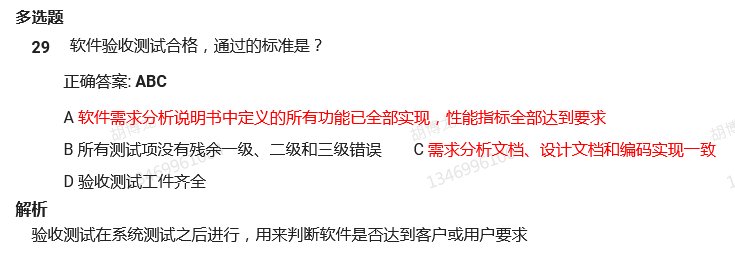 多选题
29 软件验收测试合格，通过的标准是？
正确答案: ABC
A 软件需求分析说明书中定义的所有功能已全部实现，性能指标全部达到要求
B 所有测试项没有残余一级、二级和三级错误 C 需求分析文档、设计文档和编码实现一致
D 验收测试工件齐全
解析
验收测试在系统测试之后进行，用来判断软件是否达到客户或用户要求